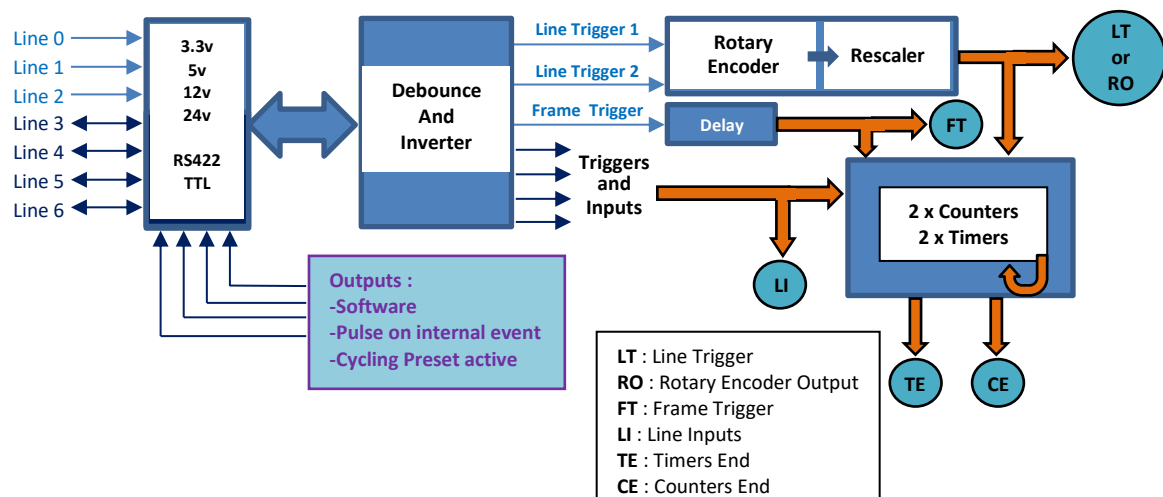 Line 0
Line 1
Line 2
Line 3
Line 4
Line 5
Line 6
3.3v
5v
12v
24v
RS422
TTL
Debounce
And
Inverter
Line Trigger 1
Line Trigger 2
Frame Trigger
Rotary
Encoder
Rescaler
LT
or
RO
Delay
FT
Triggers
and
Inputs
LI
2 x Counters
2 x Timers
TE
CE
Outputs :
-Software
-Pulse on internal event
-Cycling Preset active
LT : Line Trigger
RO : Rotary Encoder Output
FT : Frame Trigger
LI : Line Inputs
TE : Timers End
CE : Counters End